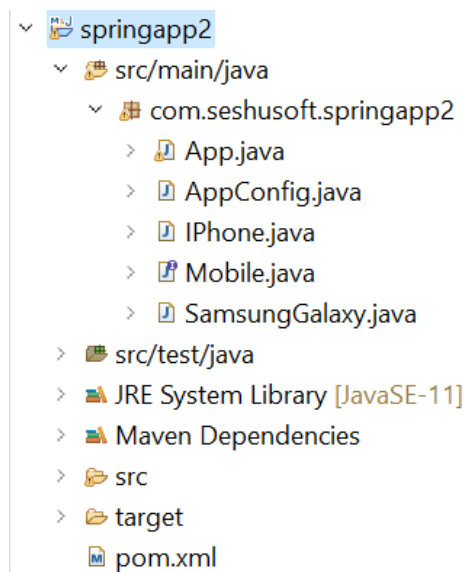 springapp2
src/main/java
com.seshusoft.springapp2
App.java
AppConfig.java
IPhone.java
Mobile.java
SamsungGalaxy.java
src/test/java
JRE System Library [JavaSE-11]
Maven Dependencies
src
target
pom.xml